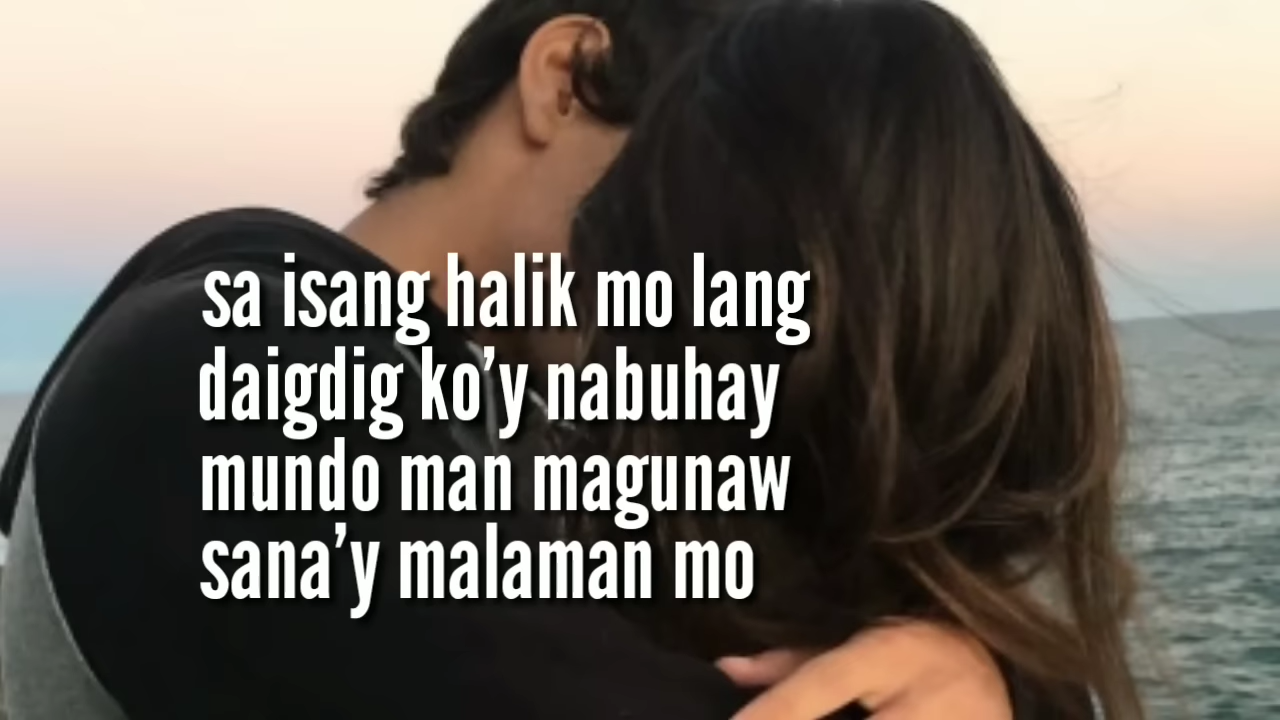 sa isang halik mo lang
daigdig ko’y nabuhay
mundo man magunaw
sana’y malaman mo